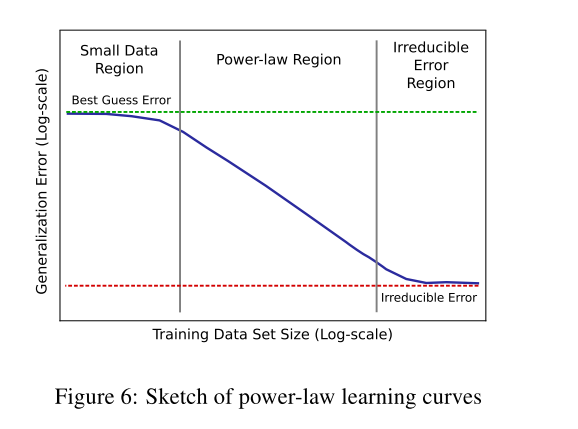 Small Data
Region
Power-law Region
Irreducible
Error
Region
Best Guess Error
Generalization Error (Log-scale)
Irreducible Error
Training Data Set Size (Log-scale)
Figure 6: Sketch of power-law learning curves